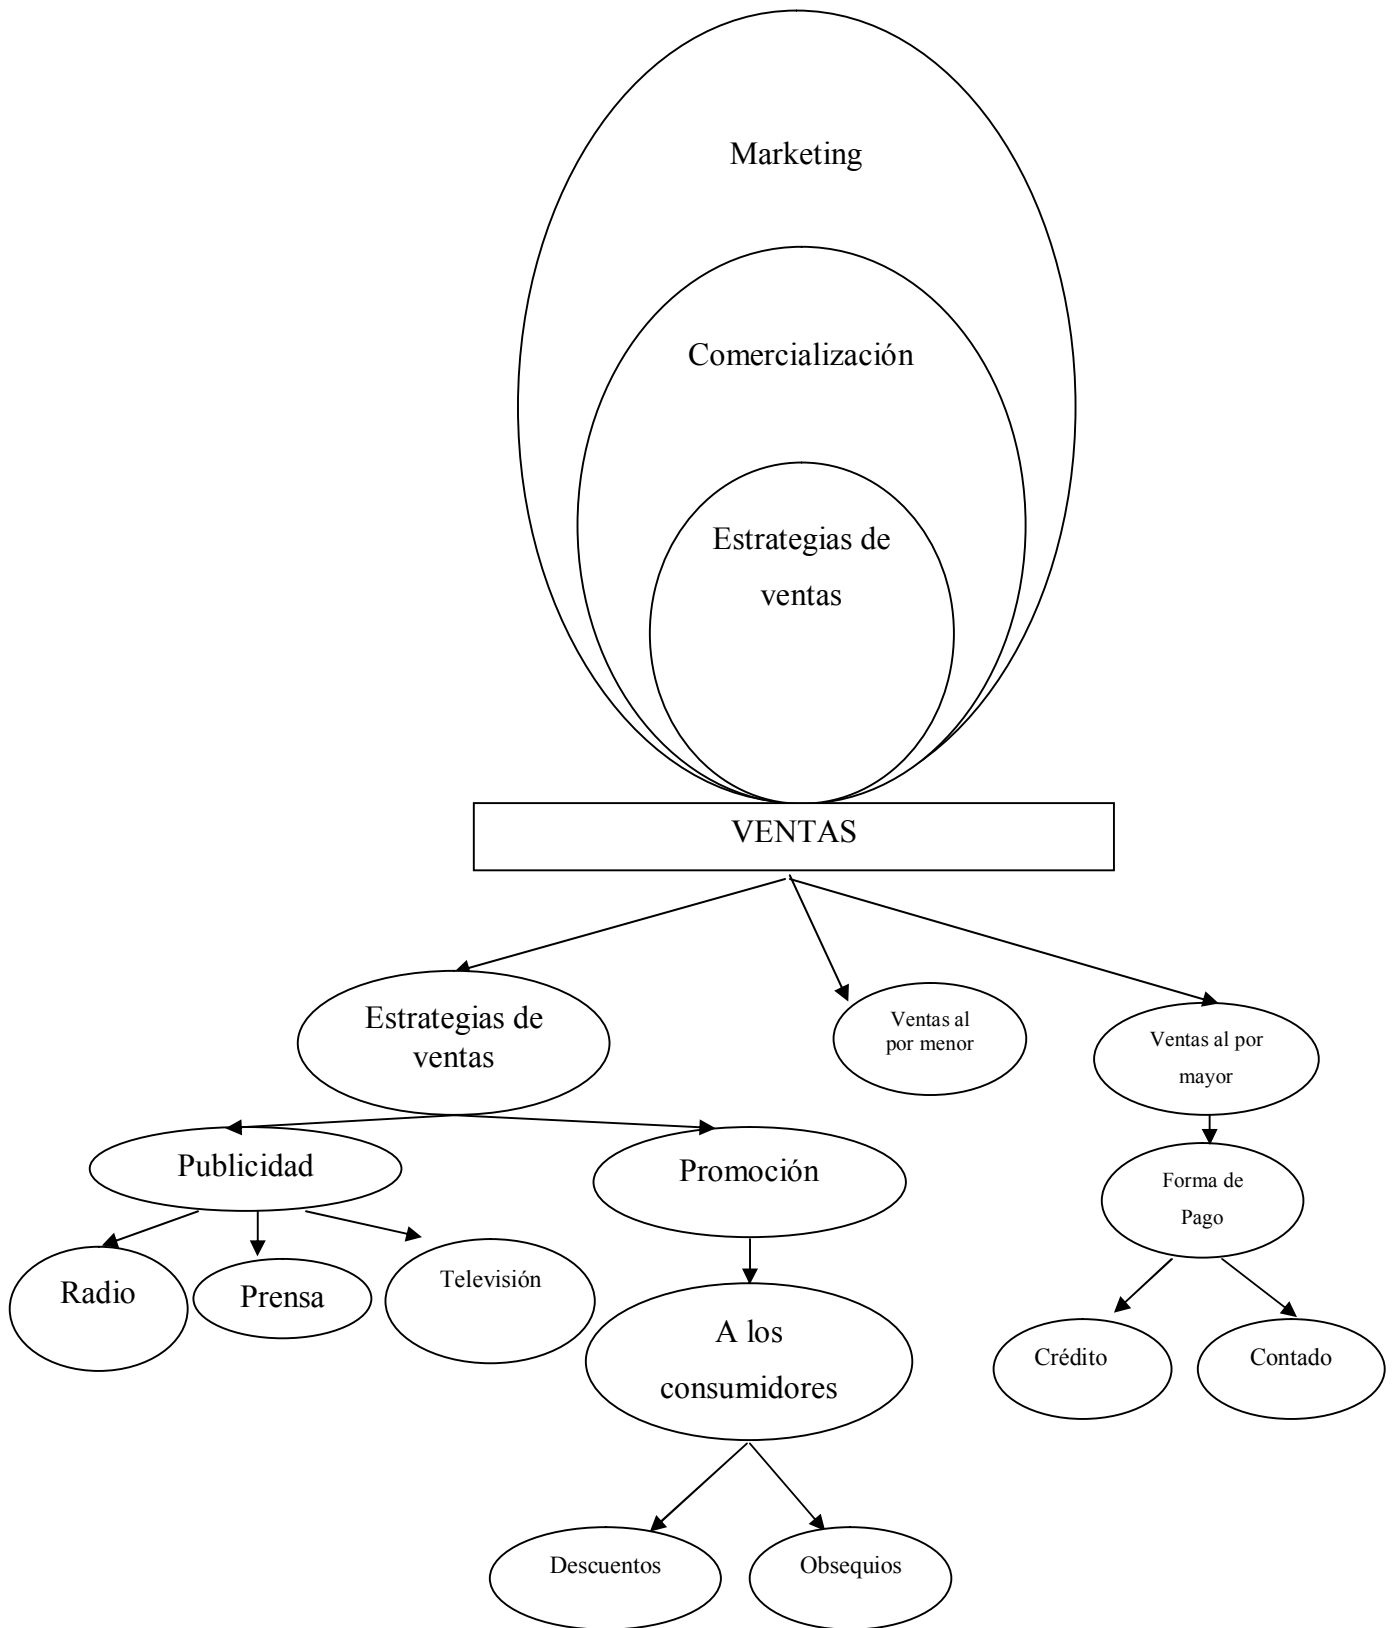 Marketing
Comercialización
Estrategias de
ventas
VENTAS
Estrategias de
ventas
Ventas al
por menor
Ventas al por
mayor
Publicidad
Promoción
Forma de
Pago
Radio
Prensa
Televisión
A los
consumidores
Crédito
Contado
Descuentos
Obsequios